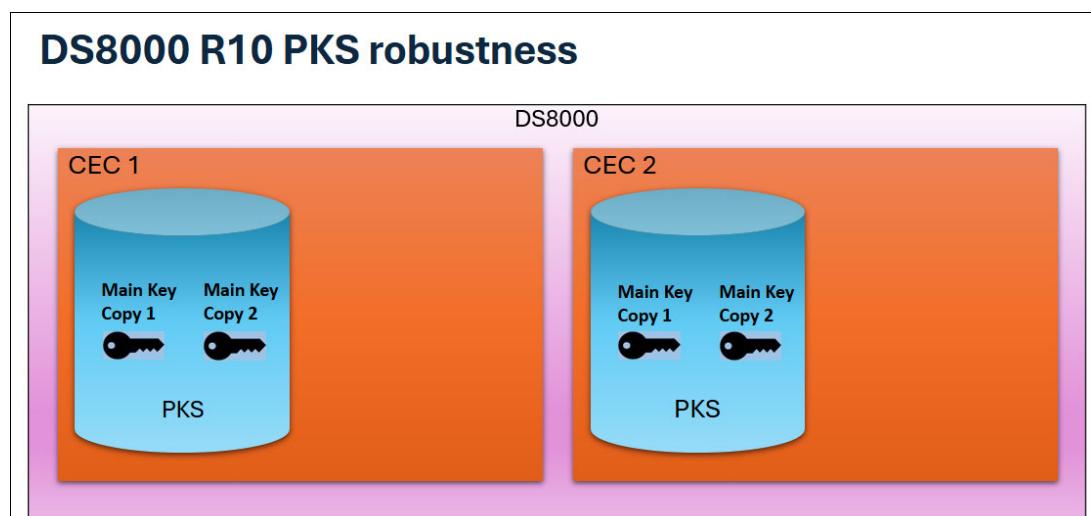 DS8000 R10 PKS robustness
DS8000
CEC 1
Main Key Main Key
Copy 1 Copy 2
PKS
CEC 2
Main Key Main Key
Copy 1 Copy 2
PKS